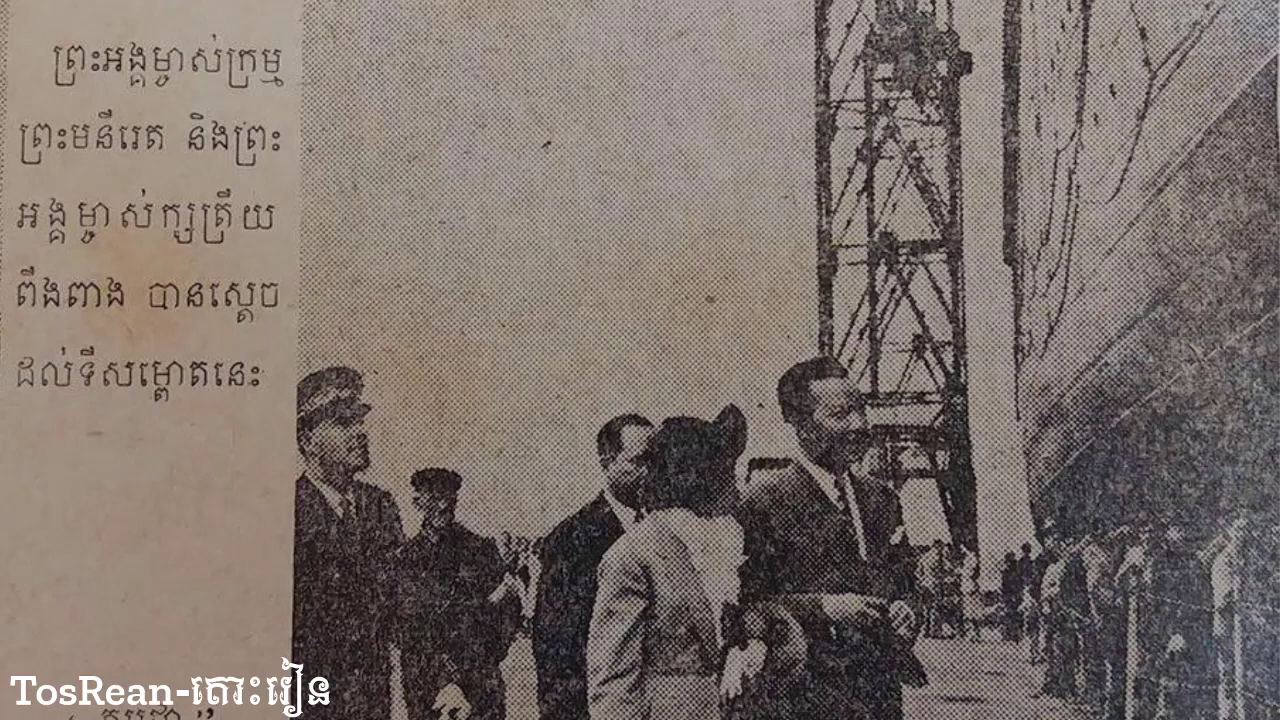 ព្រះអង្គម្ចាស់ក្រម្ម
ព្រះមនីរេត និងព្រះ
អង្គម្ចាស់ក្សត្រីយ
ពីងពាង បានស្ដេច
ដល់ទីសម្ពោតនេះ
TosRean-តោះរៀន